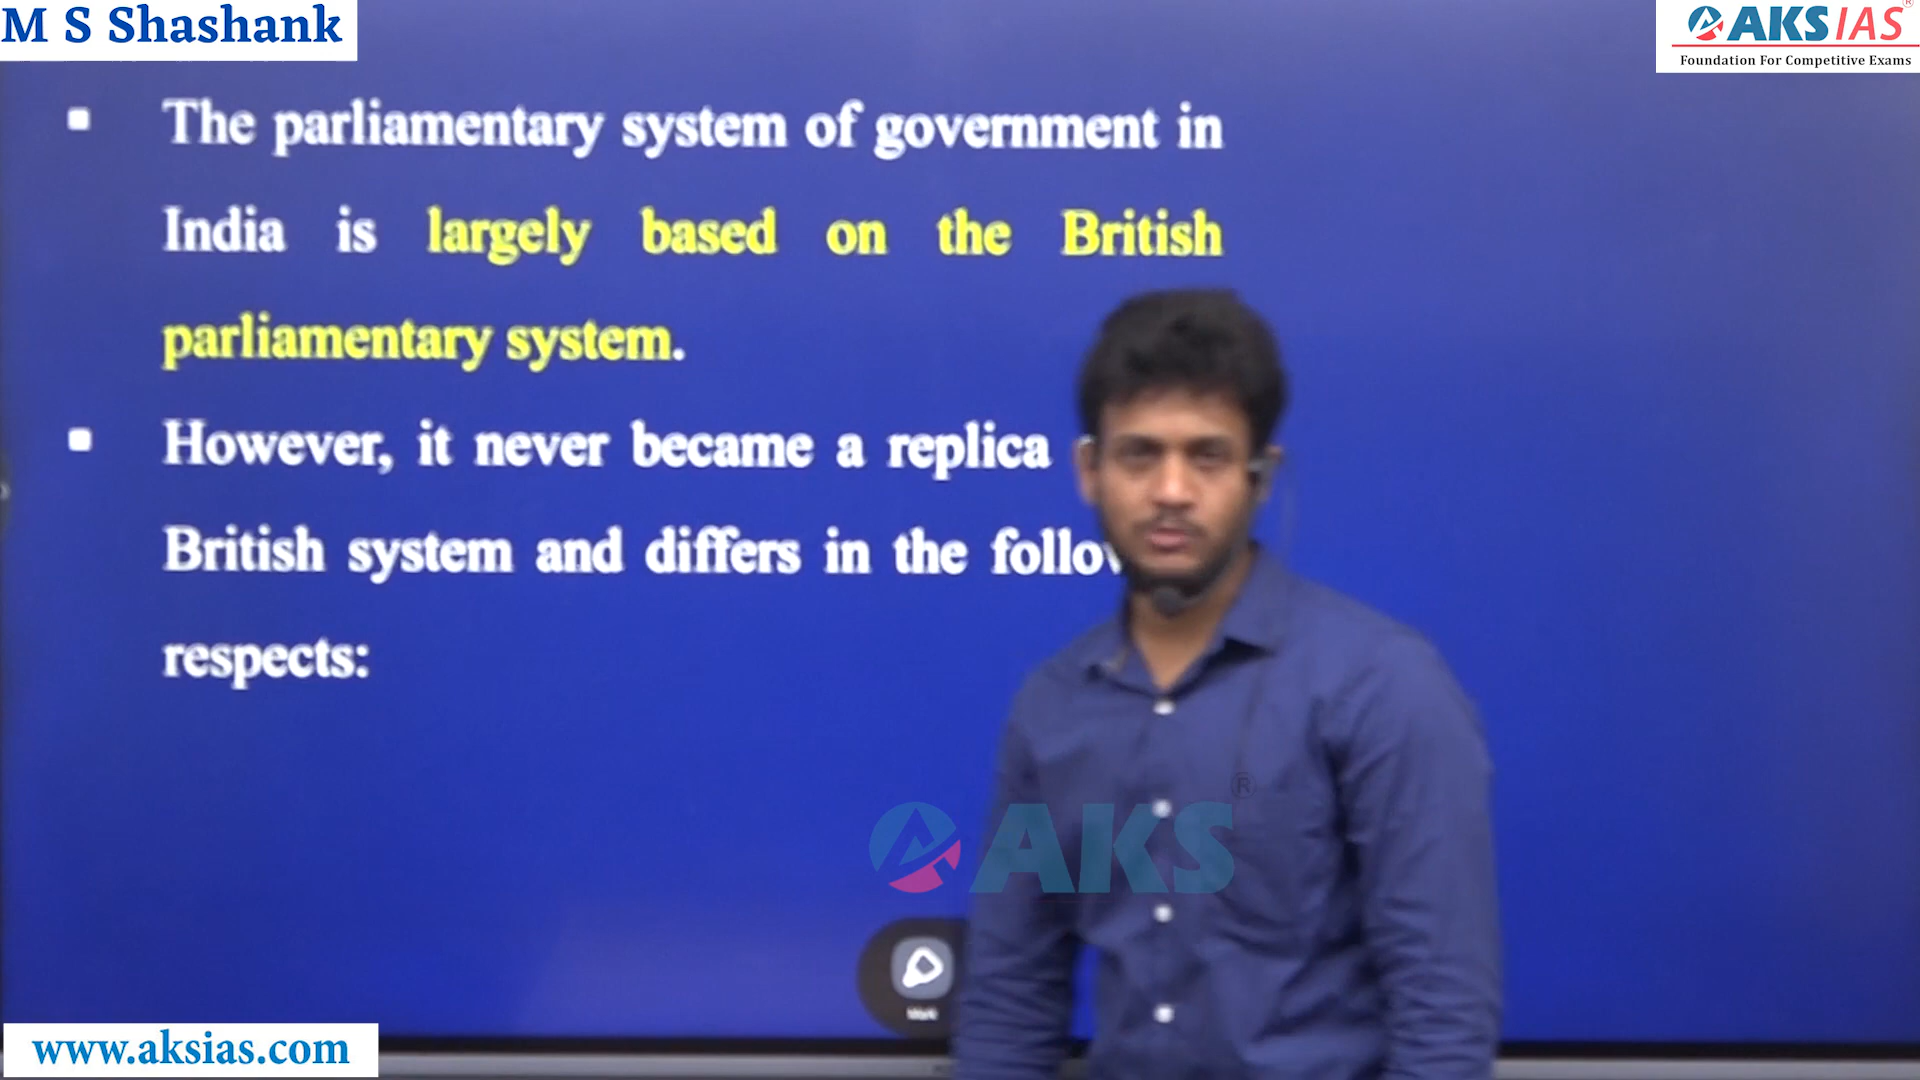 M S Shashank
AKS IAS ®
Foundation For Competitive Exams
▪ The parliamentary system of government in
India is largely based on the British
parliamentary system.
▪ However, it never became a replica
British system and differs in the
respects:
AKS ®
Mark
www.aksias.com